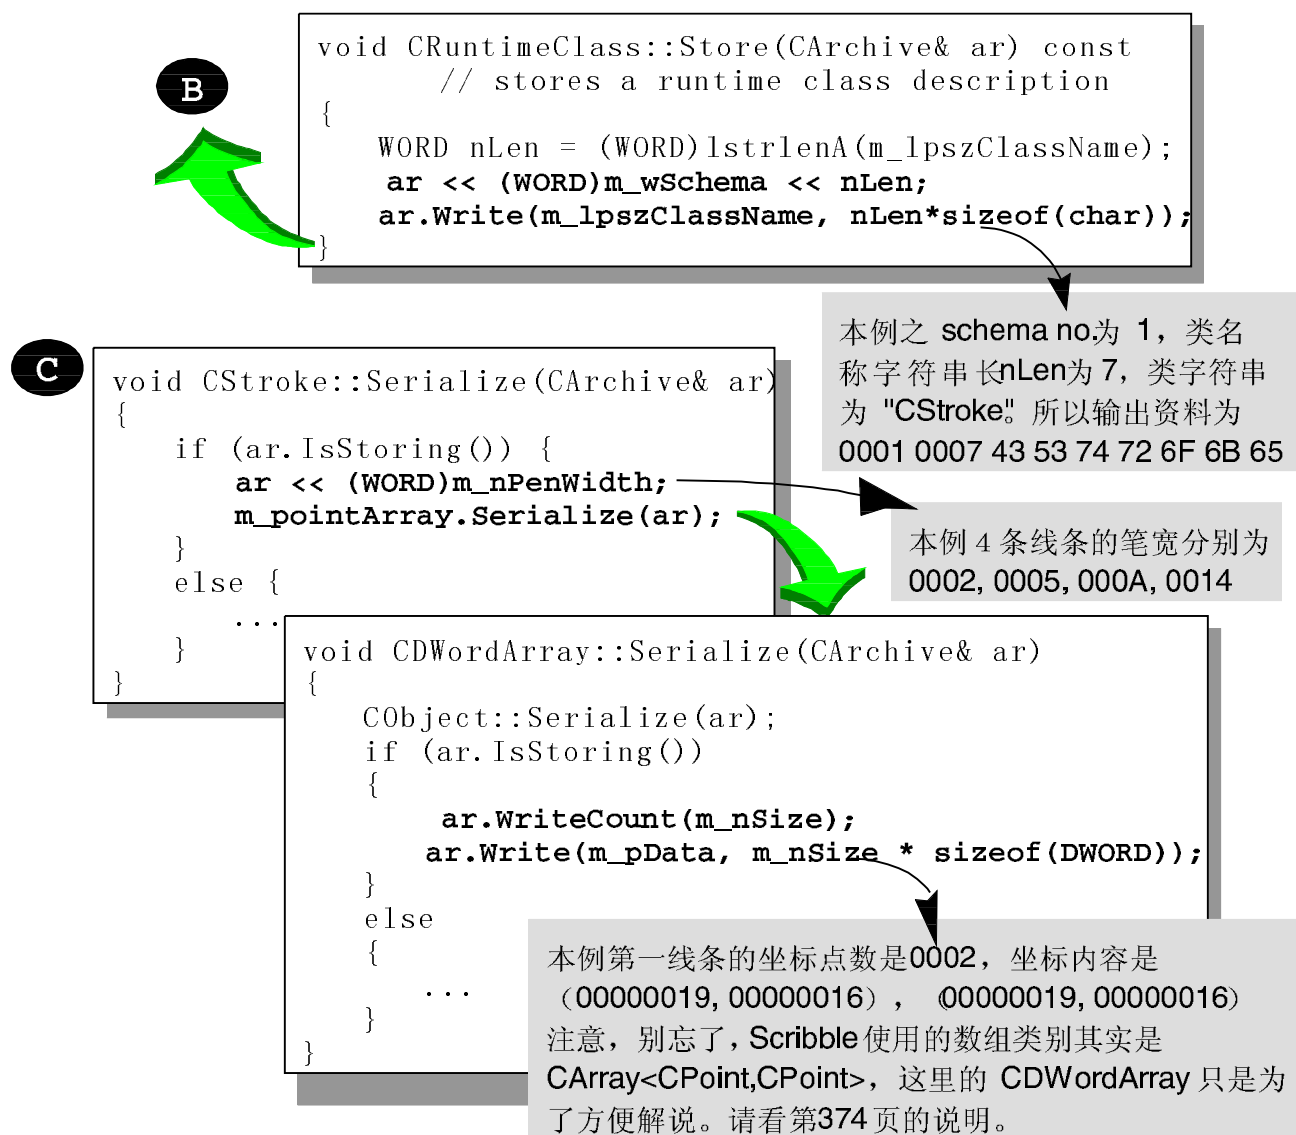 B
void CRuntimeClass::Store(CArchive& ar) const
// stores a runtime class description
{
WORD nLen = (WORD)lstrlenA(m_lpszClassName);
ar << (WORD)m_wSchema << nLen;
ar.Write(m_lpszClassName, nLen*sizeof(char));
}
本例之 schema no.为 1，类名
称字符串长nLen为7，类字符串
为 "CStroke"。所以输出资料为
0001 0007 43 53 74 72 6F 6B 65
C
void CStroke::Serialize(CArchive& ar)
{
if (ar.IsStoring()) {
ar << (WORD)m_nPenWidth;
m_pointArray.Serialize(ar);
}
else {
...
}
}
本例 4 条线条的笔宽分别为
0002, 0005, 000A, 0014
void CDWordArray::Serialize(CArchive& ar)
{
CObject::Serialize(ar);
if (ar.IsStoring())
{
ar.WriteCount(m_nSize);
ar.Write(m_pData, m_nSize * sizeof(DWORD));
}
else
{
...
}
}
本例第一线条的坐标点数是0002，坐标内容是
（00000019, 00000016），（00000019, 00000016）
注意，别忘了，Scribble使用的数组类别其实是
CArray<CPoint,CPoint>，这里的 CDWordArray 只是为
了方便解说。请看第374页的说明。